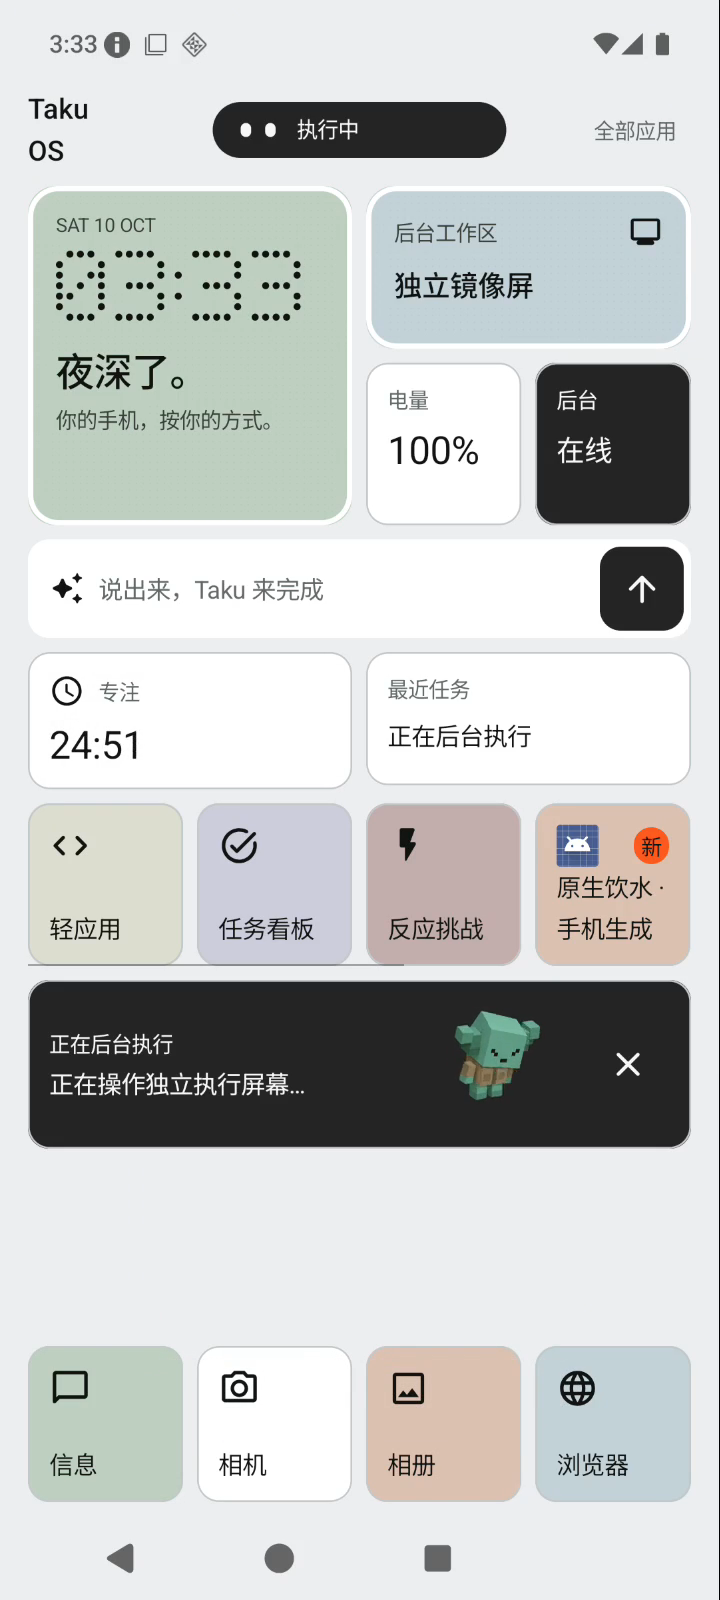 3:33
Taku
OS
执行中
全部应用
SAT 10 OCT
03:33
夜深了。
你的手机，按你的方式。
后台工作区
独立镜像屏
电量
100%
后台
在线
说出来，Taku 来完成
专注
24:51
最近任务
正在后台执行
轻应用
任务看板
反应挑战
新
原生饮水 ·
手机生成
正在后台执行
正在操作独立执行屏幕...
信息
相机
相册
浏览器